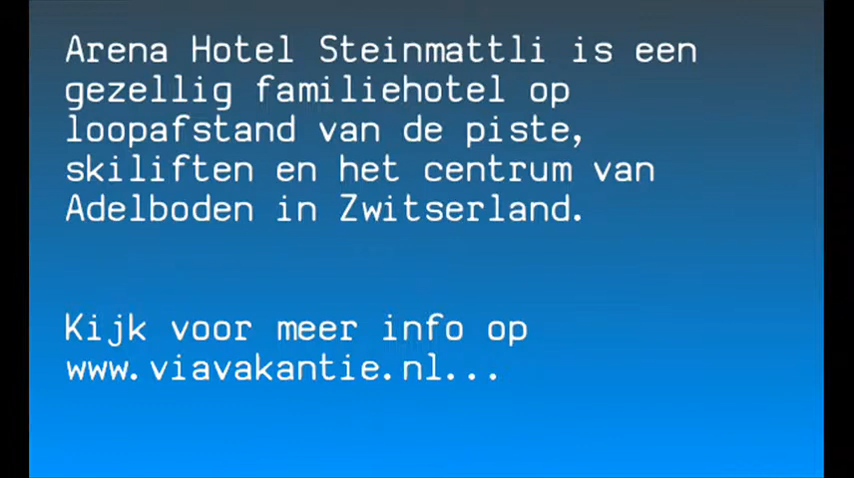 Arena Hotel Steinmattli is een
gezellig familiehotel op
loopafstand van de piste,
skiliften en het centrum van
Adelboden in Zwitserland.
Kijk voor meer info op
www.viavakantie.nl...